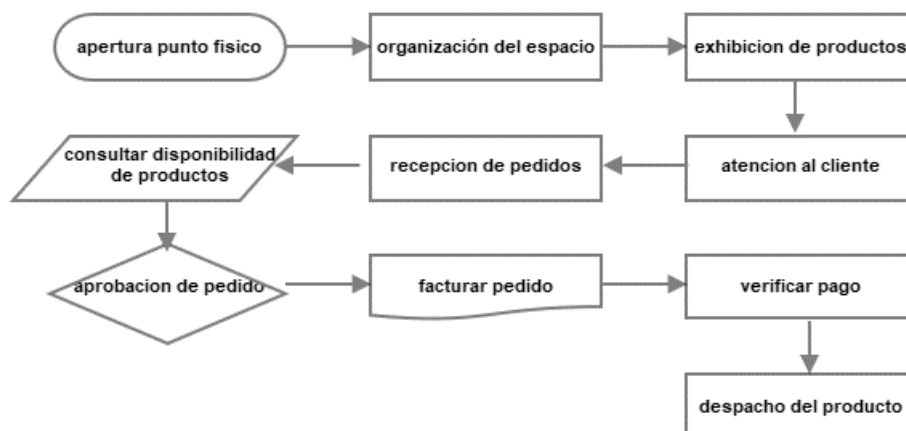 apertura punto fisico
organización del espacio
exhibicion de productos
atencion al cliente
recepcion de pedidos
consultar disponibilidad
de productos
aprobacion de pedido
facturar pedido
verificar pago
despacho del producto